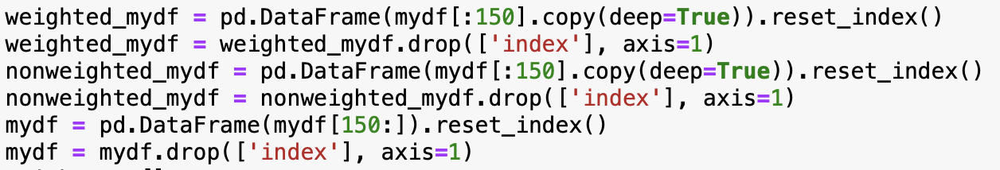 weighted_mydf = pd.DataFrame(mydf[:150].copy(deep=True)).reset_index()
weighted_mydf = weighted_mydf.drop(['index'], axis=1)
nonweighted_mydf = pd.DataFrame(mydf[:150].copy(deep=True)).reset_index()
nonweighted_mydf = nonweighted_mydf.drop(['index'], axis=1)
mydf = pd.DataFrame(mydf[150:]).reset_index()
mydf = mydf.drop(['index'], axis=1)